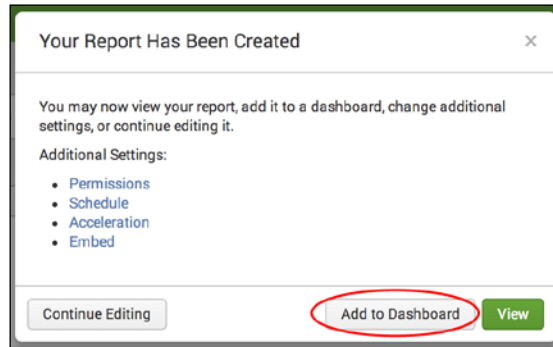 Your Report Has Been Created ×
You may now view your report, add it to a dashboard, change additional
settings, or continue editing it.
Additional Settings:
• Permissions
• Schedule
• Acceleration
• Embed
Continue Editing Add to Dashboard View